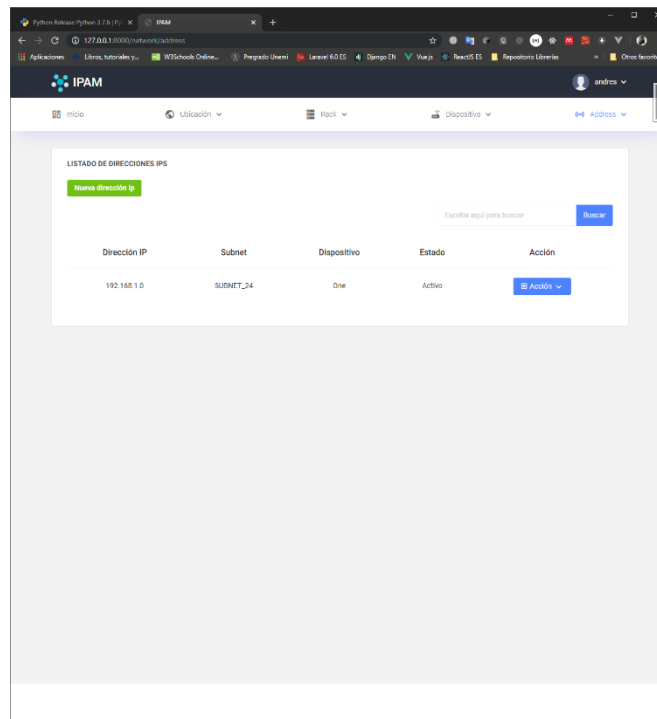 Python Release Python 3.7.6 | Pyt
IPAM
127.0.0.1:8000/network/address
Aplicaciones
Libros, tutoriales y...
W3Schools Online...
Pregrado Unemi
Laravel 6.0 ES
Django EN
Vue.js
ReactJS ES
Repositorio Librerias
Otros favorit
IPAM
andres
Inicio
Ubicación
Rack
Dispositivo
Address
LISTADO DE DIRECCIONES IPS
Nueva dirección ip
Escriba aquí para buscar
Buscar
Dirección IP Subnet Dispositivo Estado Acción
192.168.1.0 SUBNET_24 One Activo Acción